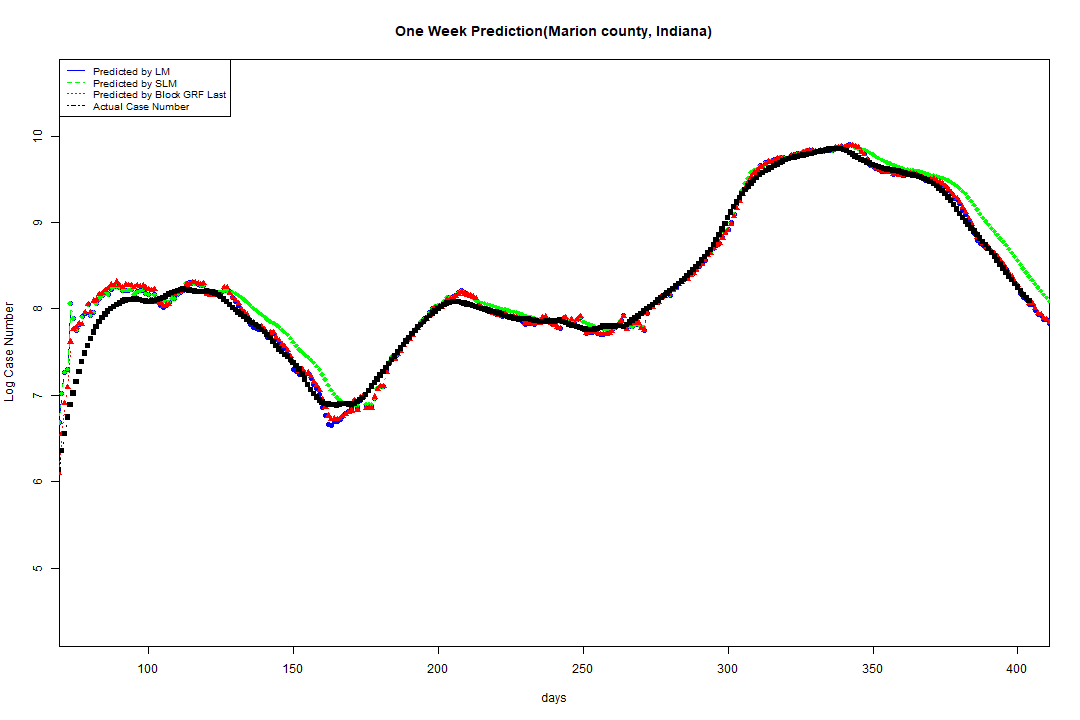 One Week Prediction(Marion county, Indiana)
Predicted by LM
Predicted by SLM
Predicted by Block GRF Last
Actual Case Number
10
9
8
7
6
5
Log Case Number
100 150 200 250 300 350 400
days